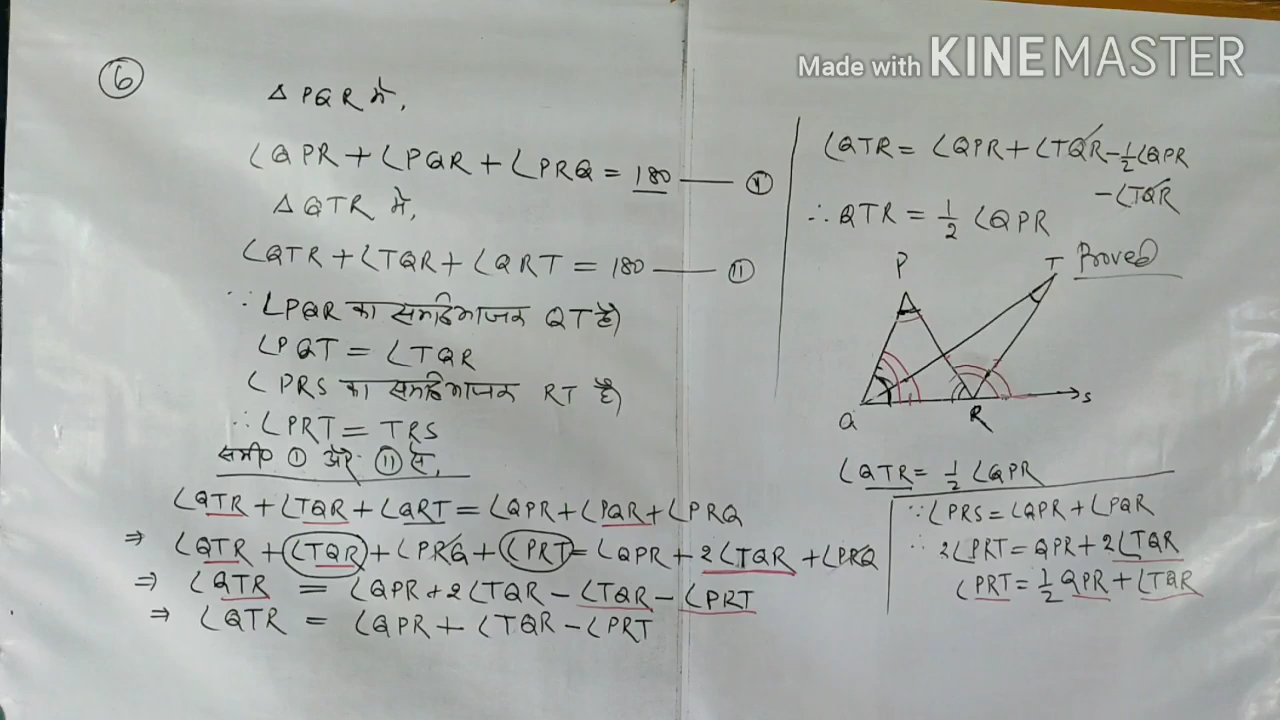 Made with KINEMASTER
6
Δ PQR में,
∠QPR + ∠PQR + ∠PRQ = 180 —— ①
Δ QTR में,
∠QTR + ∠TQR + ∠QRT = 180 —— ⑪
∵ ∠PQR का समद्विभाजक QT है)
∠PQT = ∠TQR
∠PRS का समद्विभाजक RT है)
∴ ∠PRT = TRS
समी० ① और ⑪ से,
∠QTR + ∠TQR + ∠QRT = ∠QPR + ∠PQR + ∠PRQ
⇒ ∠QTR + ∠TQR + ∠PRQ + ∠PRT = ∠QPR + 2∠TQR + ∠PRQ
⇒ ∠QTR = ∠QPR + 2∠TQR - ∠TQR - ∠PRT
⇒ ∠QTR = ∠QPR + ∠TQR - ∠PRT
∠QTR = ∠QPR + ∠TQR - 1/2 ∠QPR
- ∠TQR
∴ QTR = 1/2 ∠QPR
Proved
P
T
Q
R
S
∠QTR = 1/2 ∠QPR
∵ ∠PRS = ∠QPR + ∠PQR
∴ 2∠PRT = QPR + 2∠TQR
∠PRT = 1/2 QPR + ∠TQR